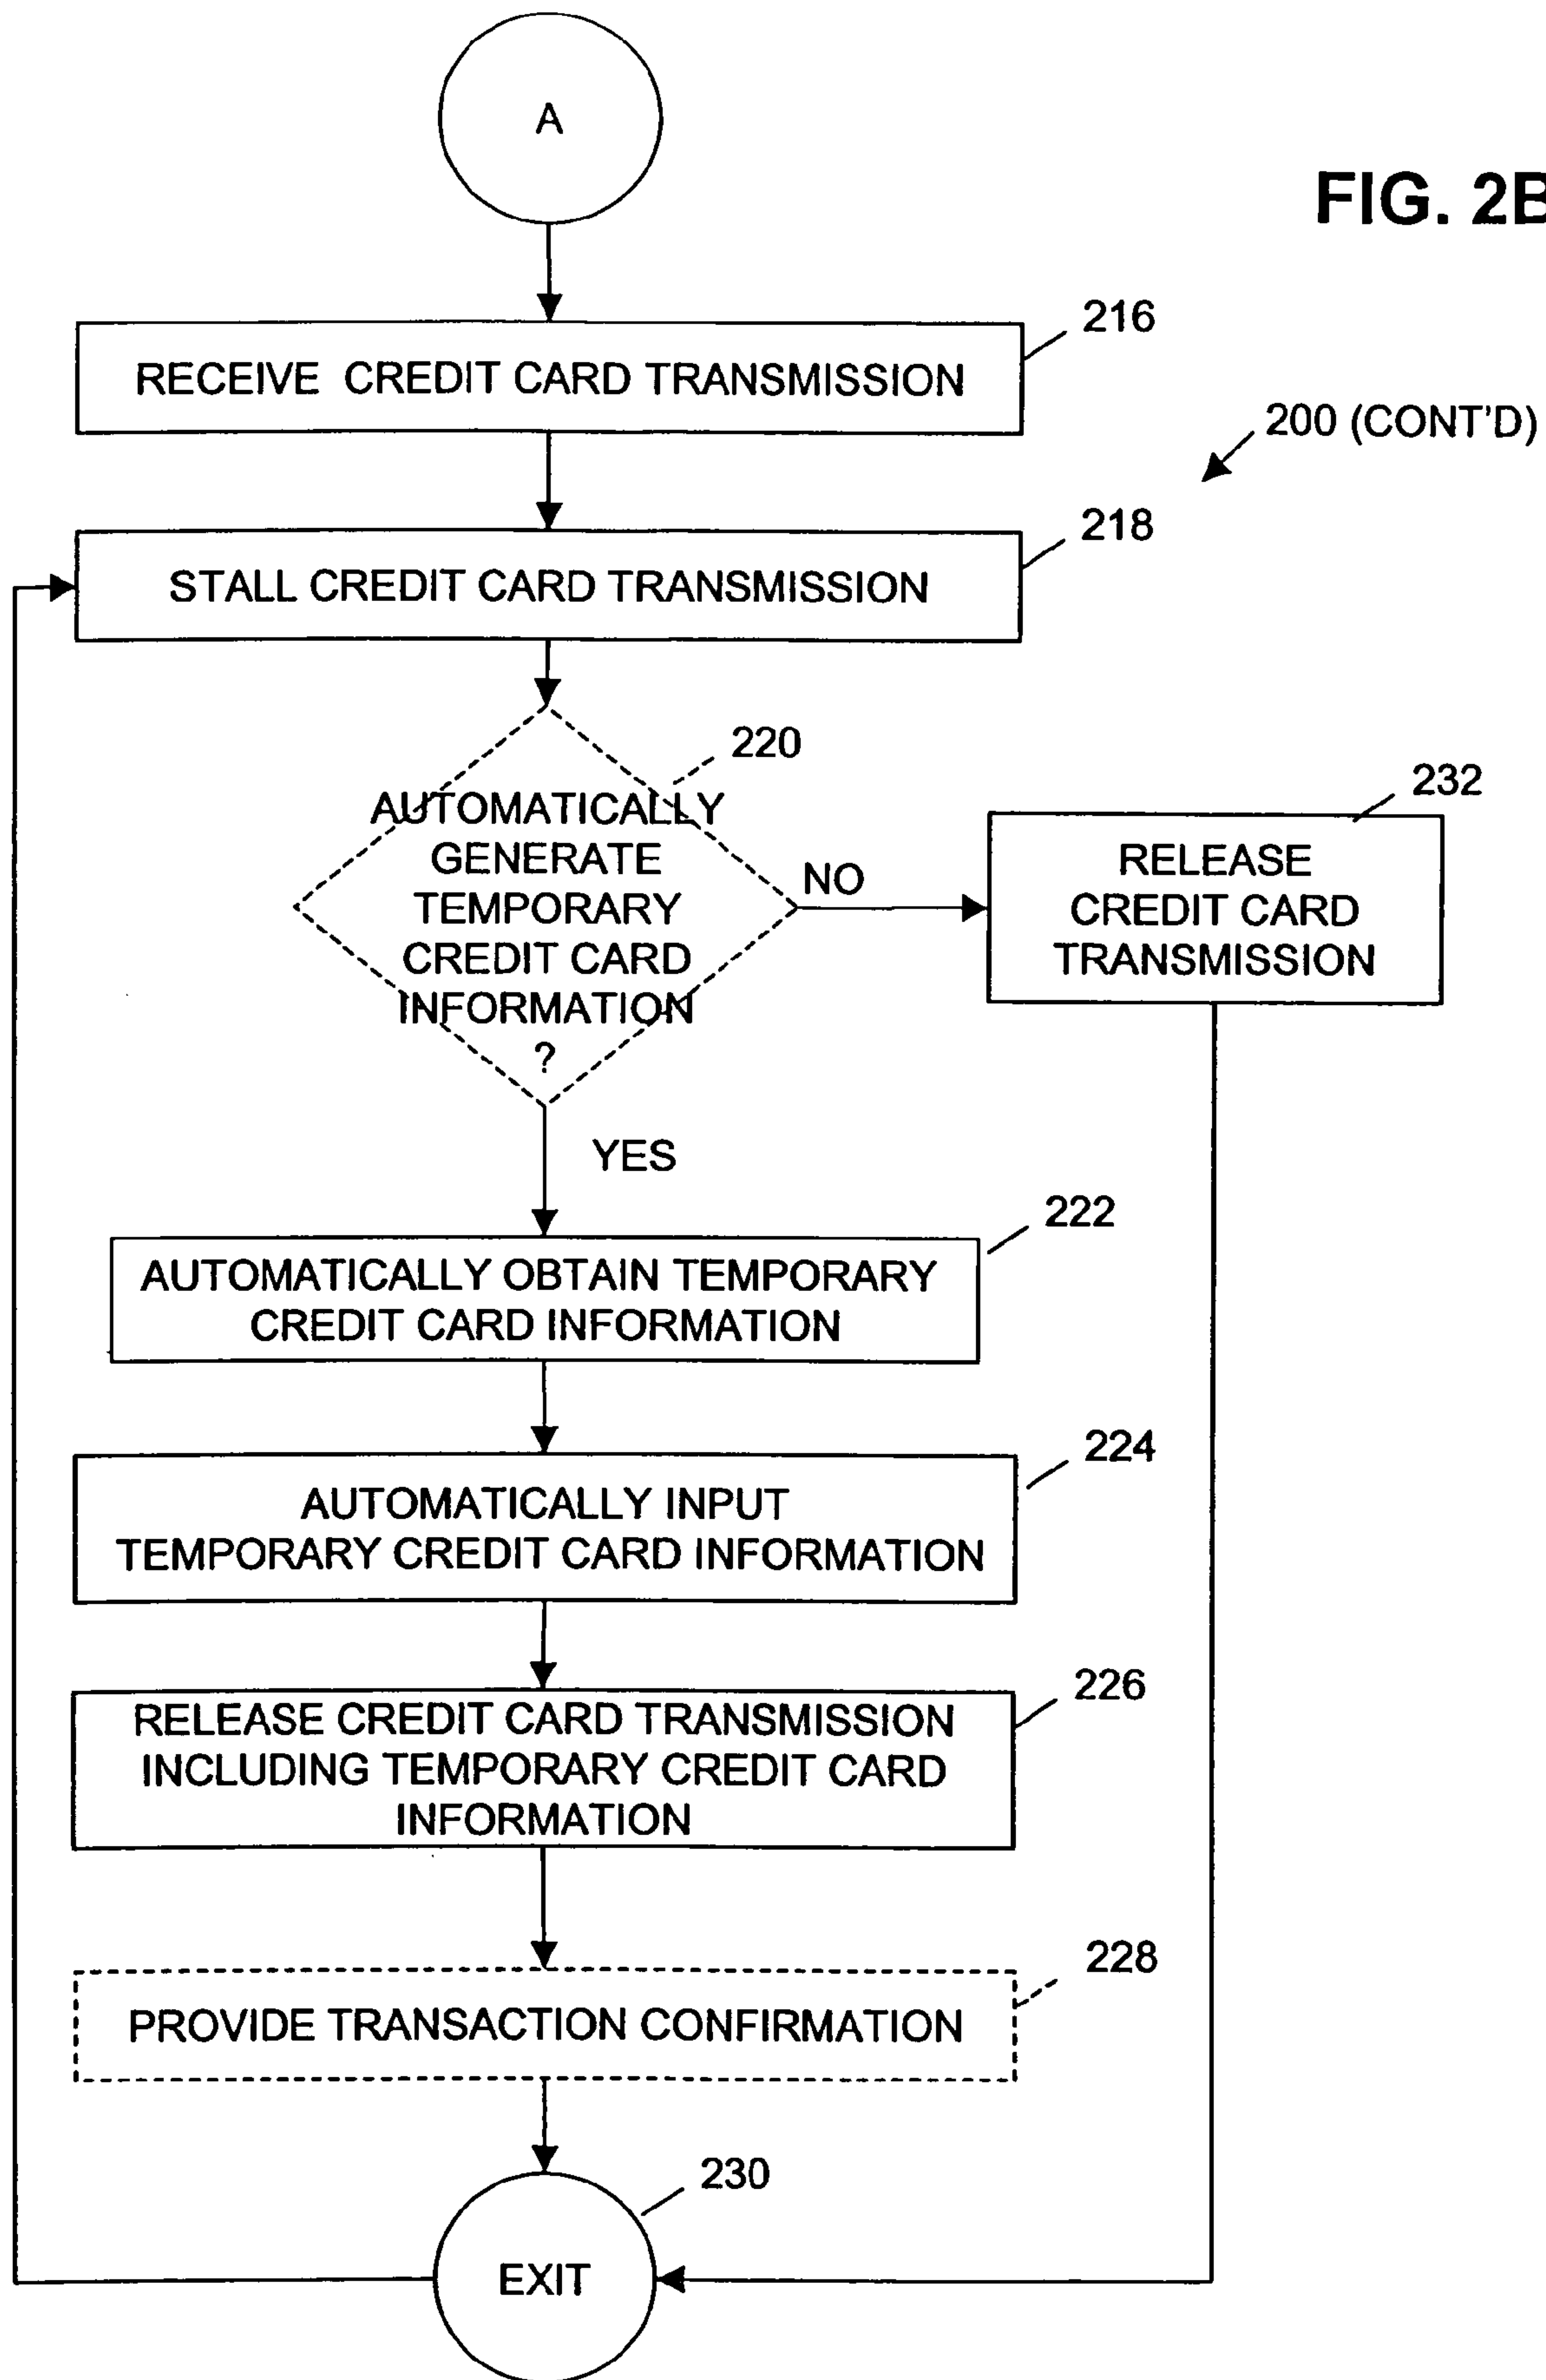 A
FIG. 2B
216
RECEIVE CREDIT CARD TRANSMISSION
200 (CONT'D)
218
STALL CREDIT CARD TRANSMISSION
220
AUTOMATICALLY
GENERATE
TEMPORARY
CREDIT CARD
INFORMATION
?
NO
232
RELEASE
CREDIT CARD
TRANSMISSION
YES
222
AUTOMATICALLY OBTAIN TEMPORARY
CREDIT CARD INFORMATION
224
AUTOMATICALLY INPUT
TEMPORARY CREDIT CARD INFORMATION
226
RELEASE CREDIT CARD TRANSMISSION
INCLUDING TEMPORARY CREDIT CARD
INFORMATION
228
PROVIDE TRANSACTION CONFIRMATION
230
EXIT